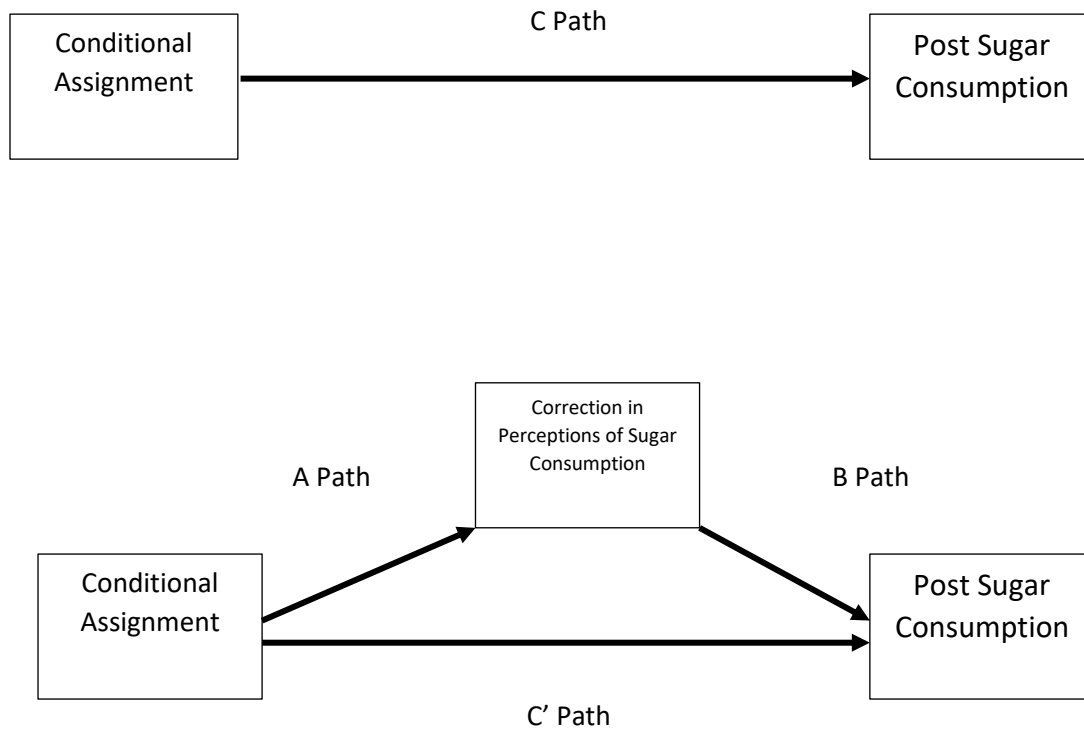 C Path
Conditional
Assignment
Post Sugar
Consumption
Correction in
Perceptions of Sugar
Consumption
A Path
B Path
Conditional
Assignment
Post Sugar
Consumption
C’ Path